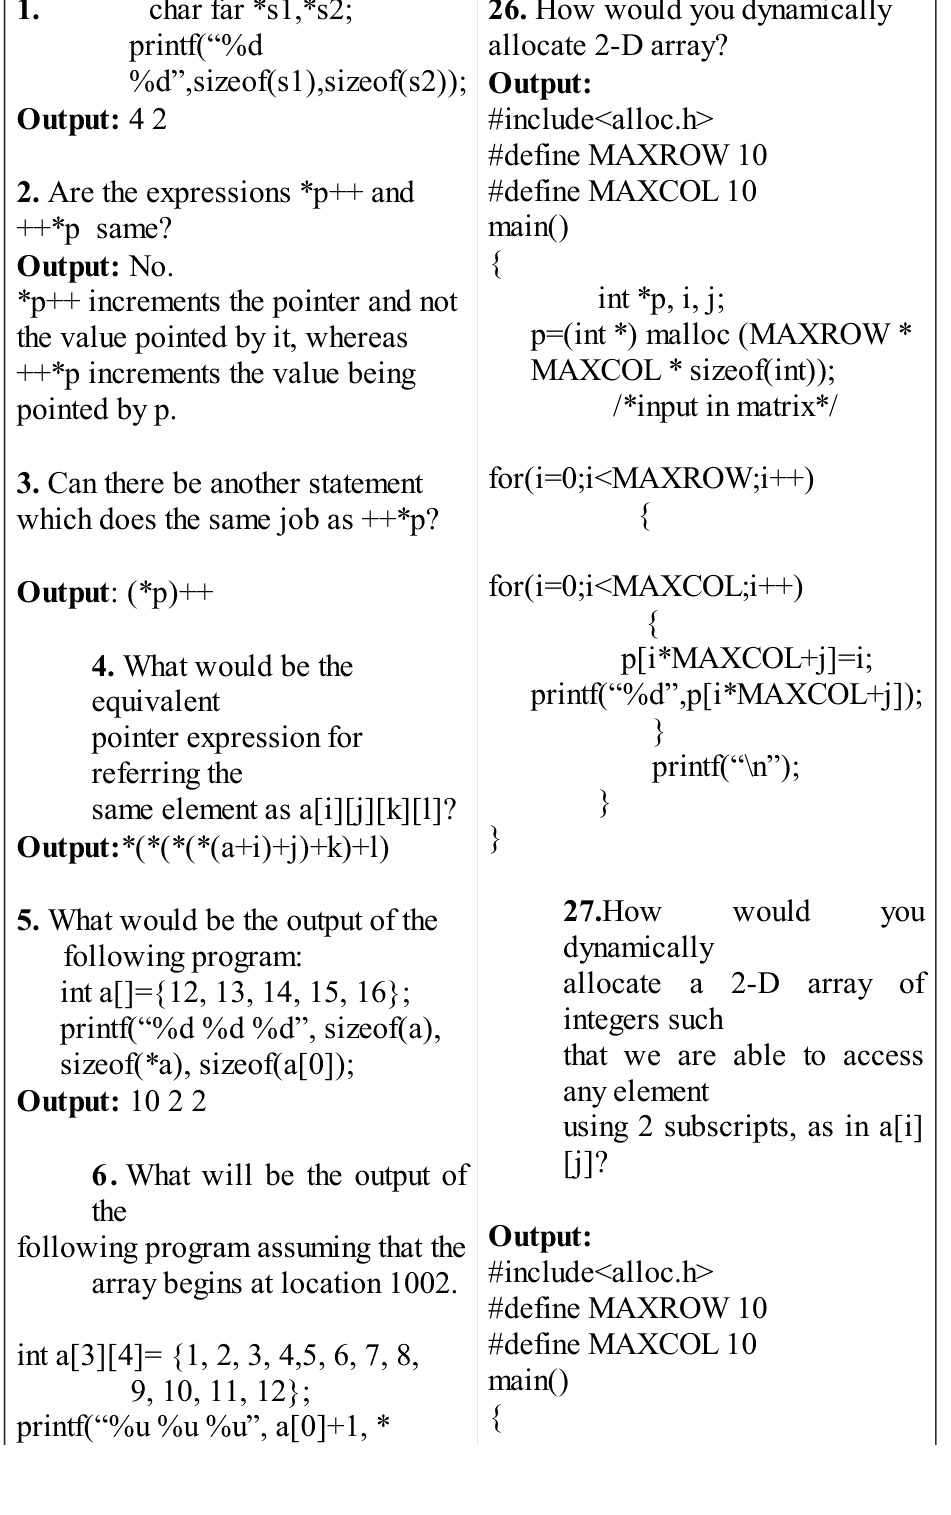 1. char far *s1,*s2;
printf(“%d
%d”,sizeof(s1),sizeof(s2));
Output: 4 2
2. Are the expressions *p++ and
++*p same?
Output: No.
*p++ increments the pointer and not
the value pointed by it, whereas
++*p increments the value being
pointed by p.
3. Can there be another statement
which does the same job as ++*p?
Output: (*p)++
4. What would be the
equivalent
pointer expression for
referring the
same element as a[i][j][k][l]?
Output:*(*(*(*(a+i)+j)+k)+l)
5. What would be the output of the
following program:
int a[]={12, 13, 14, 15, 16};
printf(“%d %d %d”, sizeof(a),
sizeof(*a), sizeof(a[0]);
Output: 10 2 2
6. What will be the output of
the
following program assuming that the
array begins at location 1002.
int a[3][4]= {1, 2, 3, 4,5, 6, 7, 8,
9, 10, 11, 12};
printf(“%u %u %u”, a[0]+1, *
26. How would you dynamically
allocate 2-D array?
Output:
#include<alloc.h>
#define MAXROW 10
#define MAXCOL 10
main()
{
int *p, i, j;
p=(int *) malloc (MAXROW *
MAXCOL * sizeof(int));
/*input in matrix*/
for(i=0;i<MAXROW;i++)
{
for(i=0;i<MAXCOL;i++)
{
p[i*MAXCOL+j]=i;
printf(“%d”,p[i*MAXCOL+j]);
}
printf(“\n”);
}
}
27.How would you
dynamically
allocate a 2-D array of
integers such
that we are able to access
any element
using 2 subscripts, as in a[i]
[j]?
Output:
#include<alloc.h>
#define MAXROW 10
#define MAXCOL 10
main()
{